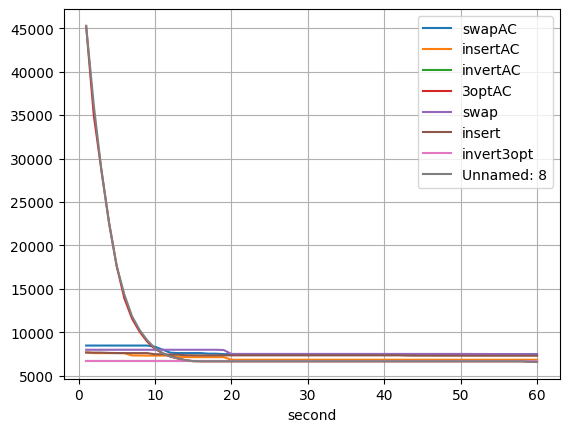 45000
40000
35000
30000
25000
20000
15000
10000
5000
swapAC
insertAC
invertAC
3optAC
swap
insert
invert3opt
Unnamed: 8
0 10 20 30 40 50 60
second